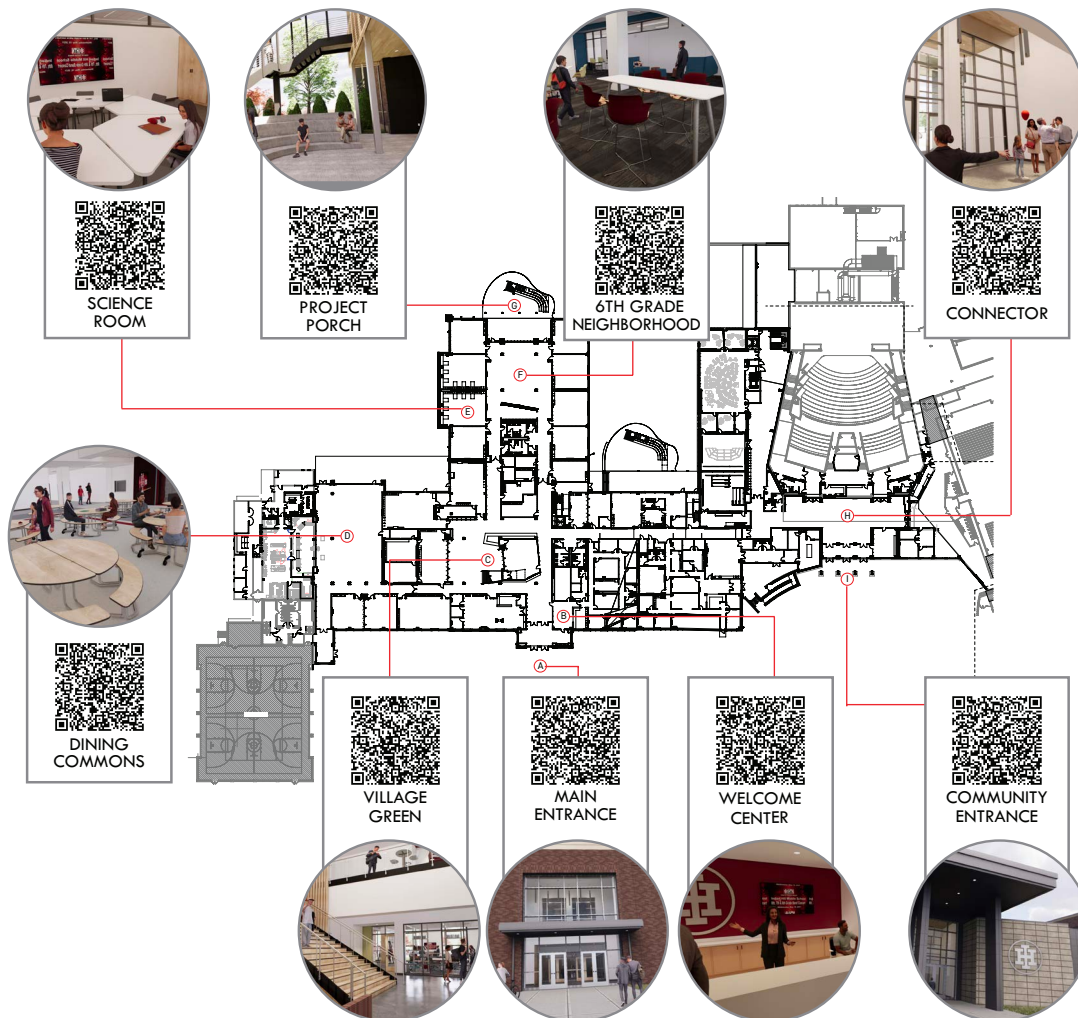 SCIENCE
ROOM
PROJECT
PORCH
6TH GRADE
NEIGHBORHOOD
CONNECTOR
G
F
E
D
H
C
I
B
A
DINING
COMMONS
VILLAGE
GREEN
MAIN
ENTRANCE
WELCOME
CENTER
COMMUNITY
ENTRANCE